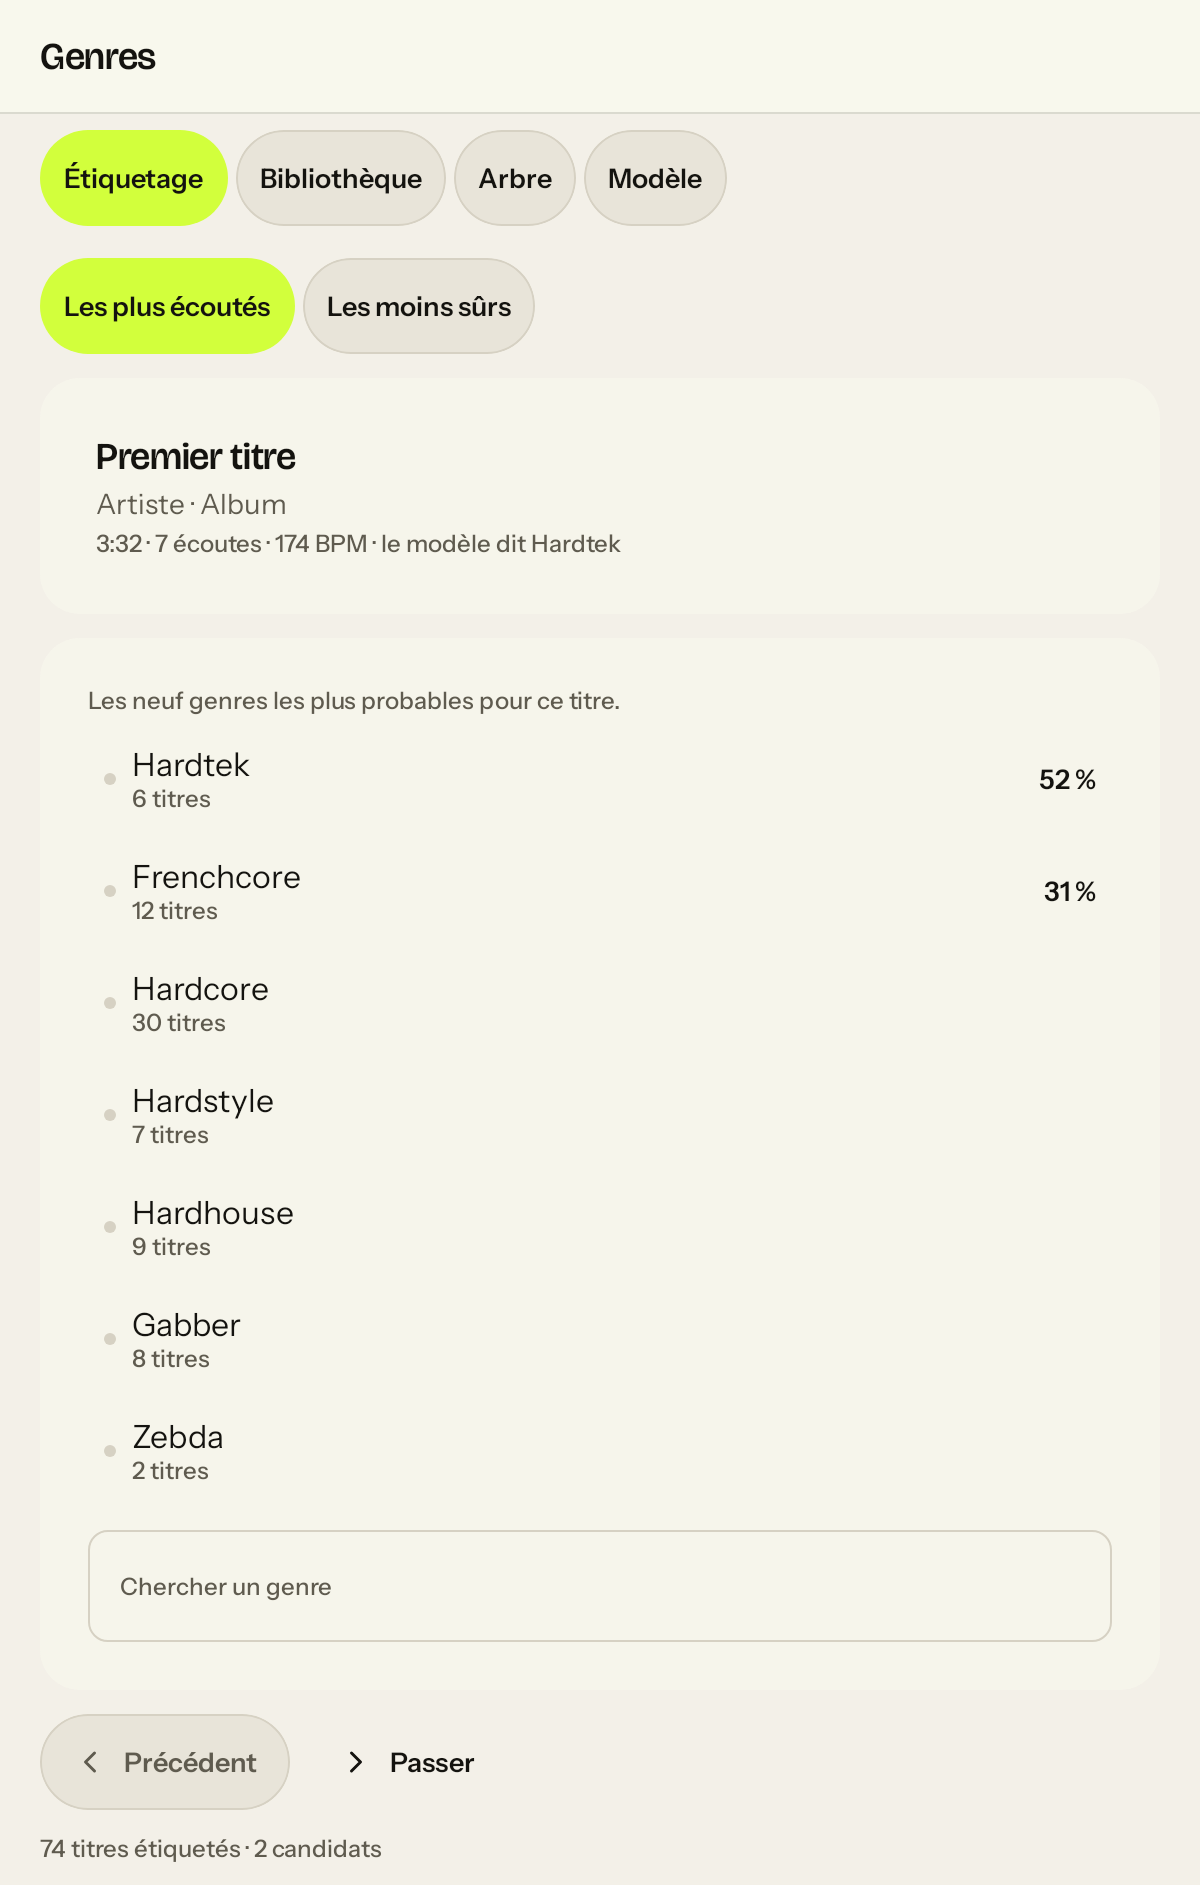 Genres
Étiquetage
Bibliothèque
Arbre
Modèle
Les plus écoutés
Les moins sûrs
Premier titre
Artiste · Album
3:32 · 7 écoutes · 174 BPM · le modèle dit Hardtek
Les neuf genres les plus probables pour ce titre.
Hardtek
6 titres
52 %
Frenchcore
12 titres
31 %
Hardcore
30 titres
Hardstyle
7 titres
Hardhouse
9 titres
Gabber
8 titres
Zebda
2 titres
Chercher un genre
Précédent
Passer
74 titres étiquetés · 2 candidats